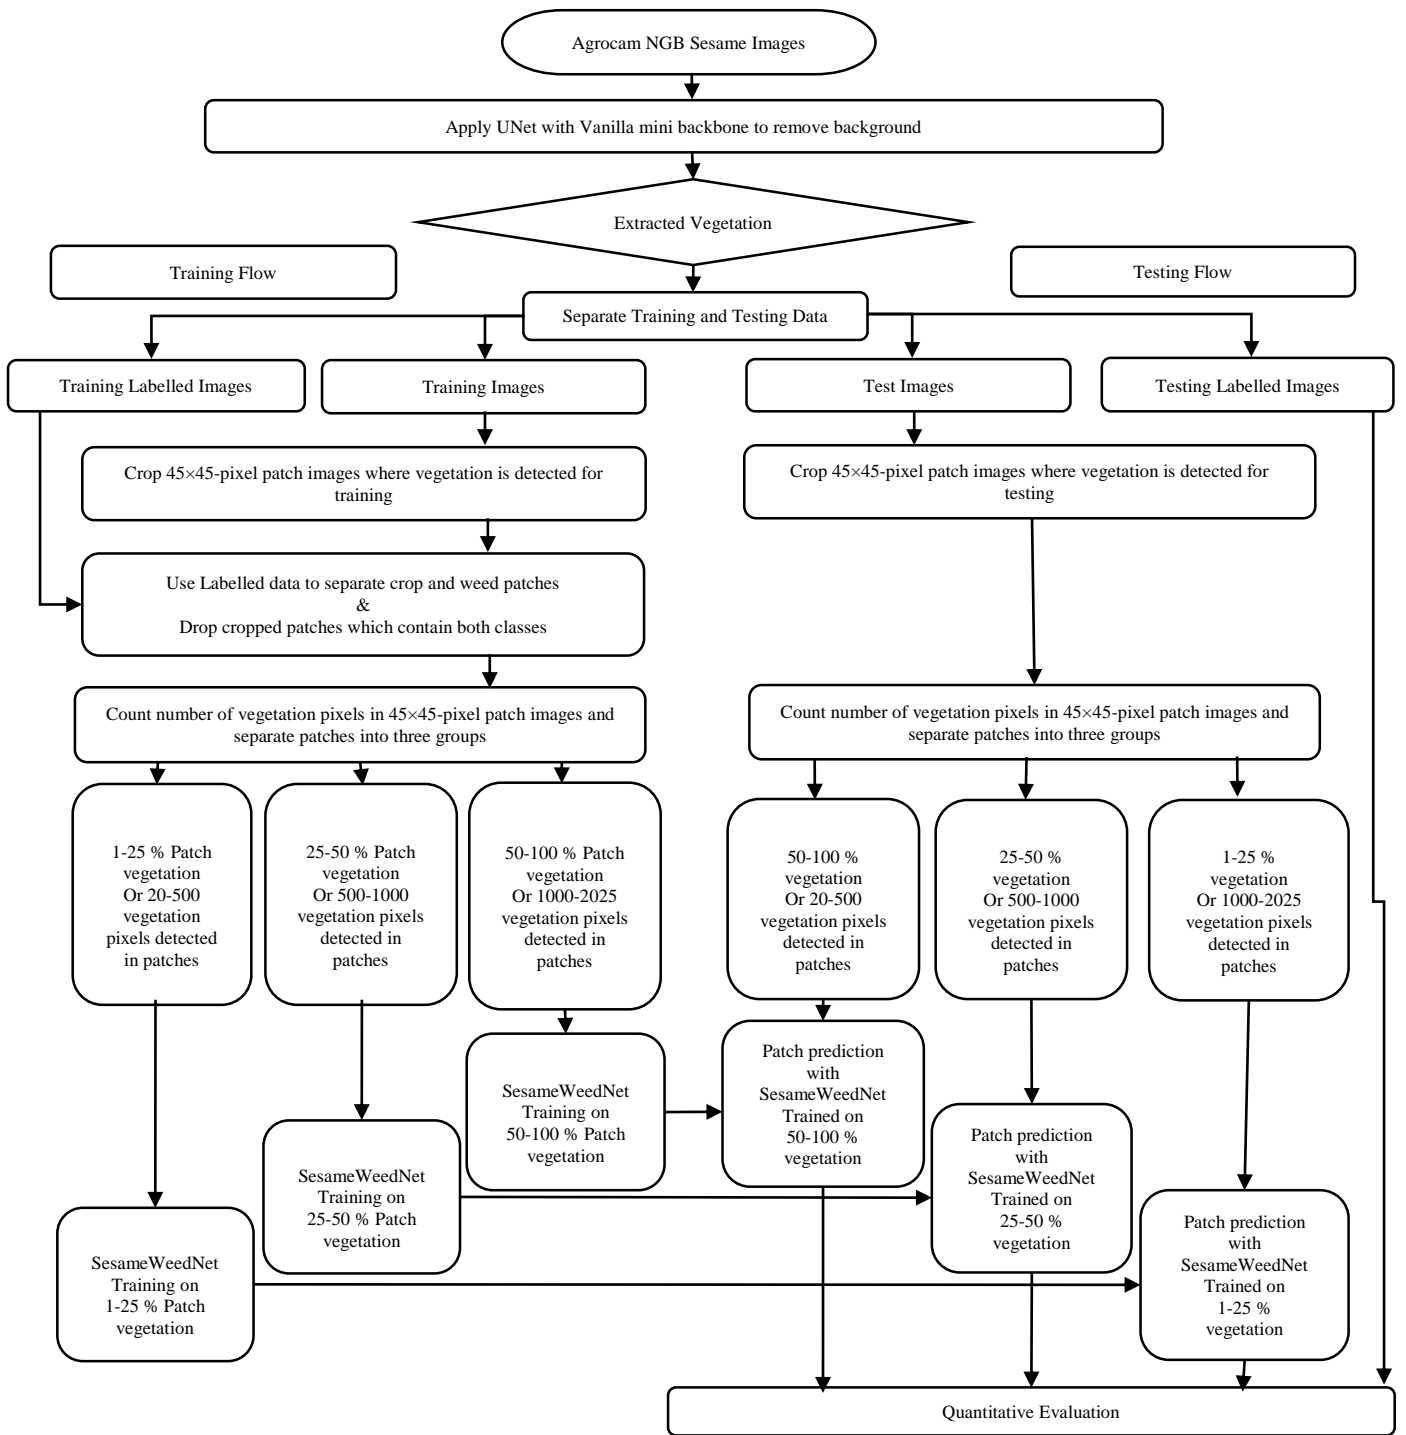 Agrocam NGB Sesame Images
Apply UNet with Vanilla mini backbone to remove background
Extracted Vegetation
Training Flow
Testing Flow
Separate Training and Testing Data
Training Labelled Images
Training Images
Test Images
Testing Labelled Images
Crop 45×45-pixel patch images where vegetation is detected for
training
Crop 45×45-pixel patch images where vegetation is detected for
testing
Use Labelled data to separate crop and weed patches
&
Drop cropped patches which contain both classes
Count number of vegetation pixels in 45×45-pixel patch images and
separate patches into three groups
Count number of vegetation pixels in 45×45-pixel patch images and
separate patches into three groups
1-25 % Patch
vegetation
Or 20-500
vegetation
pixels detected
in patches
25-50 % Patch
vegetation
Or 500-1000
vegetation pixels
detected in
patches
50-100 % Patch
vegetation
Or 1000-2025
vegetation pixels
detected in
patches
50-100 %
vegetation
Or 20-500
vegetation pixels
detected in
patches
25-50 %
vegetation
Or 500-1000
vegetation pixels
detected in
patches
1-25 %
vegetation
Or 1000-2025
vegetation pixels
detected in
patches
SesameWeedNet
Training on
50-100 % Patch
vegetation
Patch prediction
with
SesameWeedNet
Trained on
50-100 %
vegetation
SesameWeedNet
Training on
25-50 % Patch
vegetation
Patch prediction
with
SesameWeedNet
Trained on
25-50 %
vegetation
SesameWeedNet
Training on
1-25 % Patch
vegetation
Patch prediction
with
SesameWeedNet
Trained on
1-25 %
vegetation
Quantitative Evaluation